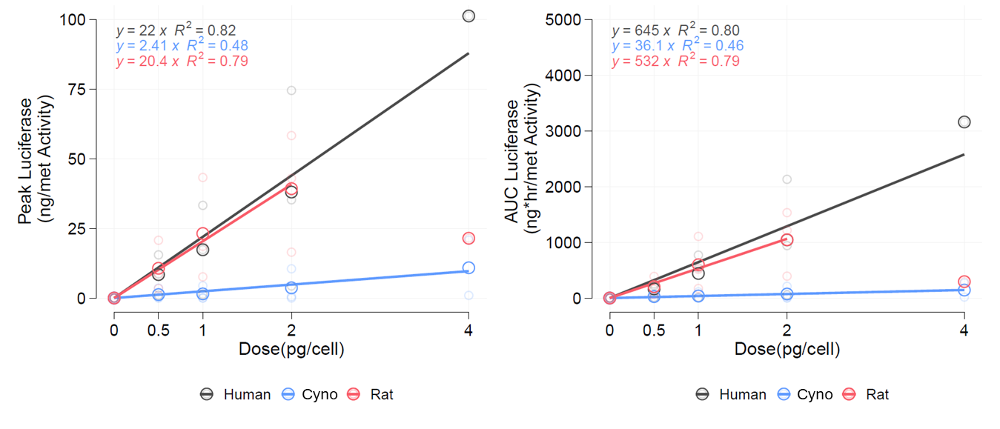 100
75
50
25
0
Peak Luciferase
(ng/met Activity)
y = 22 x R² = 0.82
y = 2.41 x R² = 0.48
y = 20.4 x R² = 0.79
0 0.5 1 2 4
Dose(pg/cell)
Human Cyno Rat
5000
4000
3000
2000
1000
0
AUC Luciferase
(ng*hr/met Activity)
y = 645 x R² = 0.80
y = 36.1 x R² = 0.46
y = 532 x R² = 0.79
0 0.5 1 2 4
Dose(pg/cell)
Human Cyno Rat